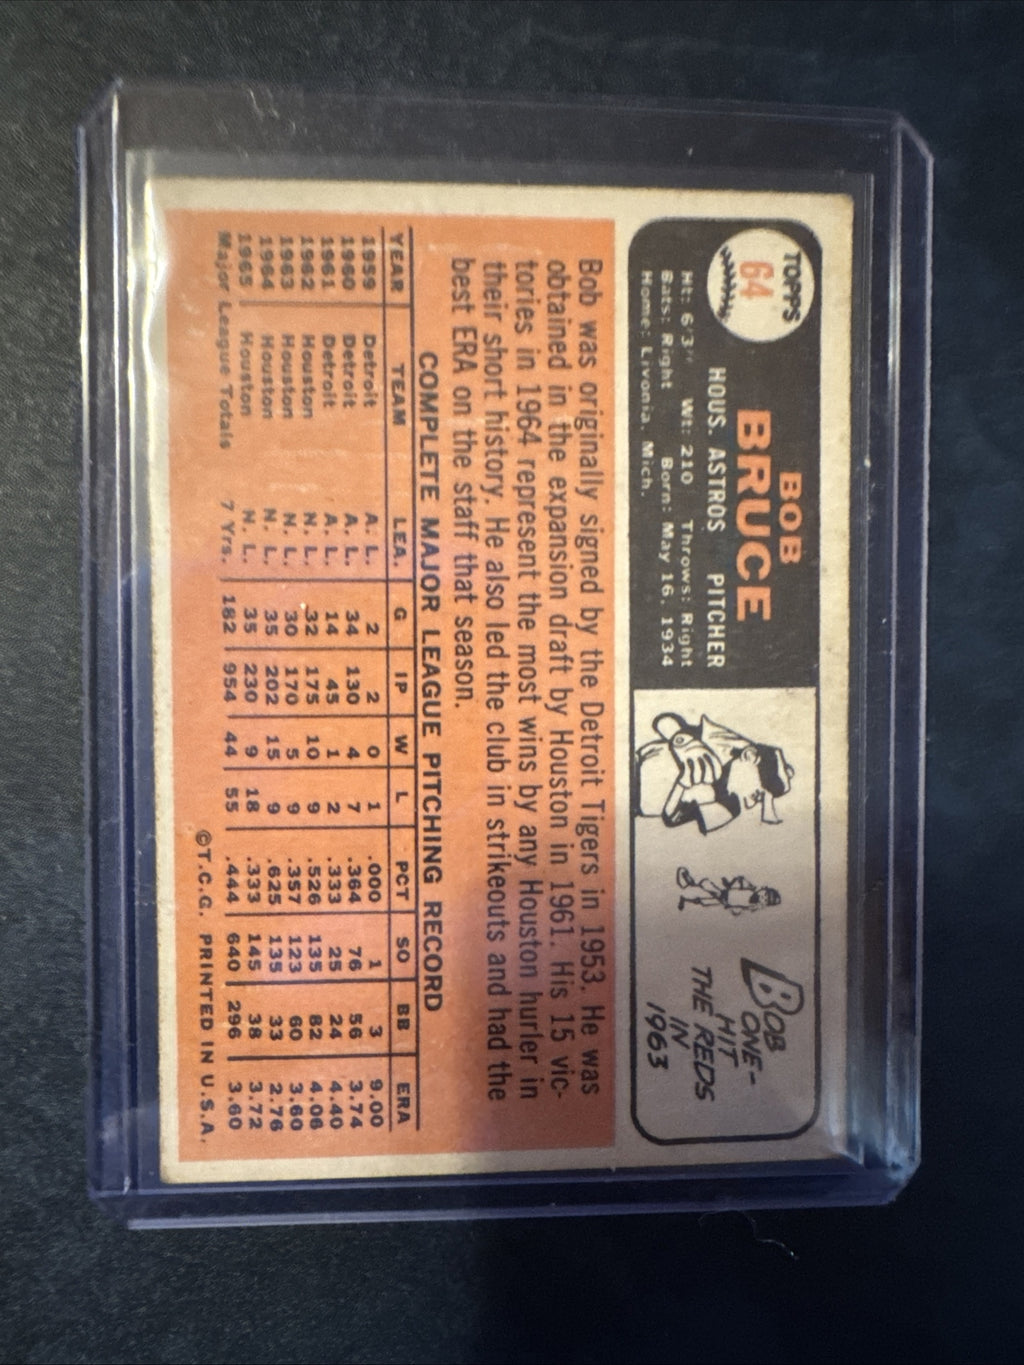 TOPPS
64
BOB
BRUCE
HOUS. ASTROS PITCHER
Ht: 6'3" Wt: 210 Throws: Right
Bats: Right Born: May 16, 1934
Home: Livonia, Mich.
BOB
ONE-
HIT
THE REDS
IN
1963
Bob was originally signed by the Detroit Tigers in 1953. He was
obtained in the expansion draft by Houston in 1961. His 15 vic-
tories in 1964 represent the most wins by any Houston hurler in
their short history. He also led the club in strikeouts and had the
best ERA on the staff that season.
COMPLETE MAJOR LEAGUE PITCHING RECORD
YEAR TEAM LEA. G IP W L PCT SO BB ERA
1959 Detroit A. L. 2 2 0 1 .000 1 3 9.00
1960 Detroit A. L. 34 130 4 7 .364 76 56 3.74
1961 Detroit A. L. 14 45 1 2 .333 25 24 4.40
1962 Houston N. L. 32 175 10 9 .526 135 82 4.06
1963 Houston N. L. 30 170 5 9 .357 123 60 3.60
1964 Houston N. L. 35 202 15 9 .625 135 33 2.76
1965 Houston N. L. 35 230 9 18 .333 145 38 3.72
Major League Totals 7 Yrs. 182 954 44 55 .444 640 296 3.60
©T.C.G. PRINTED IN U.S.A.